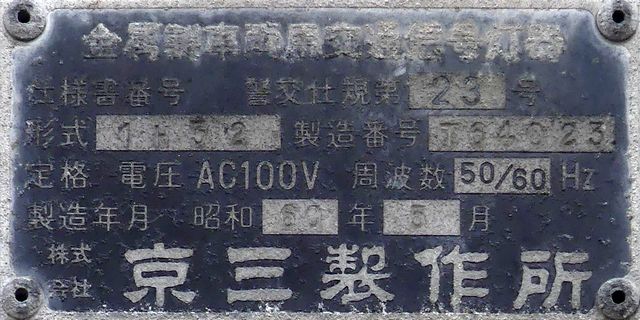 金属製車両用交通信号灯器
仕様書番号 警交仕規第 23 号
形式 1H32 製造番号
定格 電圧 AC100V 周波数 50/60 Hz
製造年月 昭和 60 年 5 月
株式会社 京三製作所